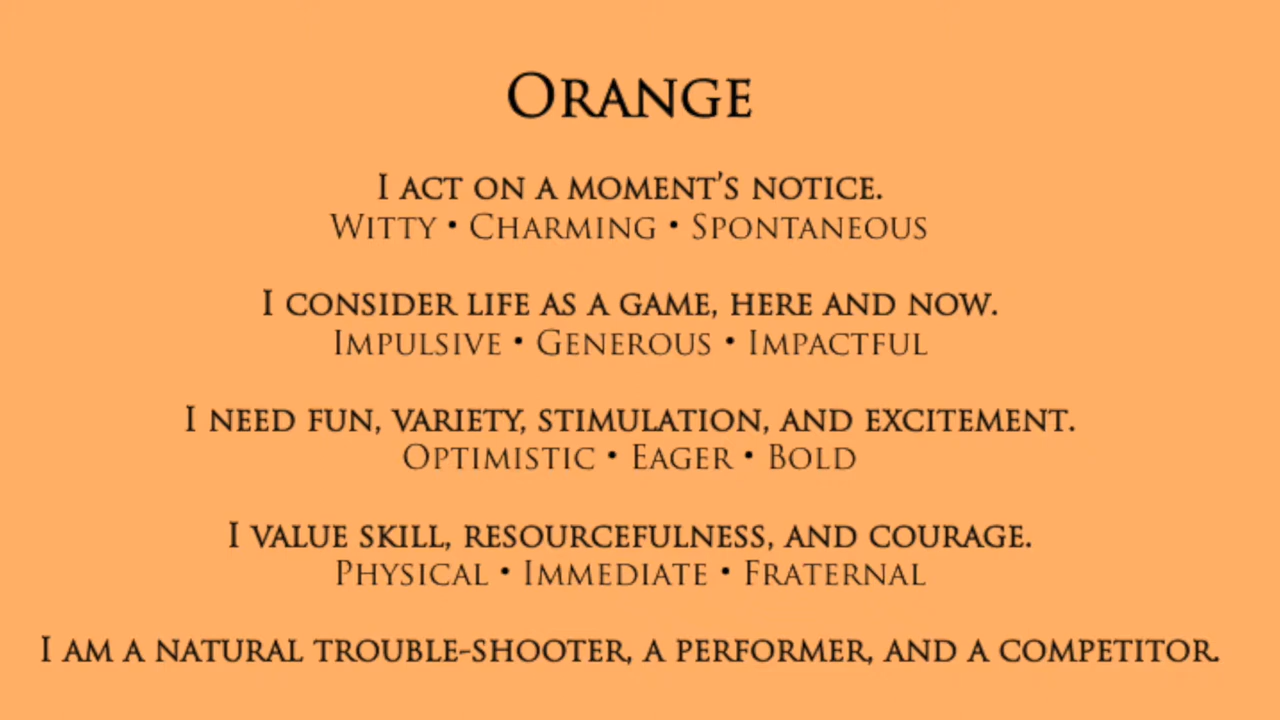 Orange
I act on a moment's notice.
Witty • Charming • Spontaneous
I consider life as a game, here and now.
Impulsive • Generous • Impactful
I need fun, variety, stimulation, and excitement.
Optimistic • Eager • Bold
I value skill, resourcefulness, and courage.
Physical • Immediate • Fraternal
I am a natural trouble-shooter, a performer, and a competitor.